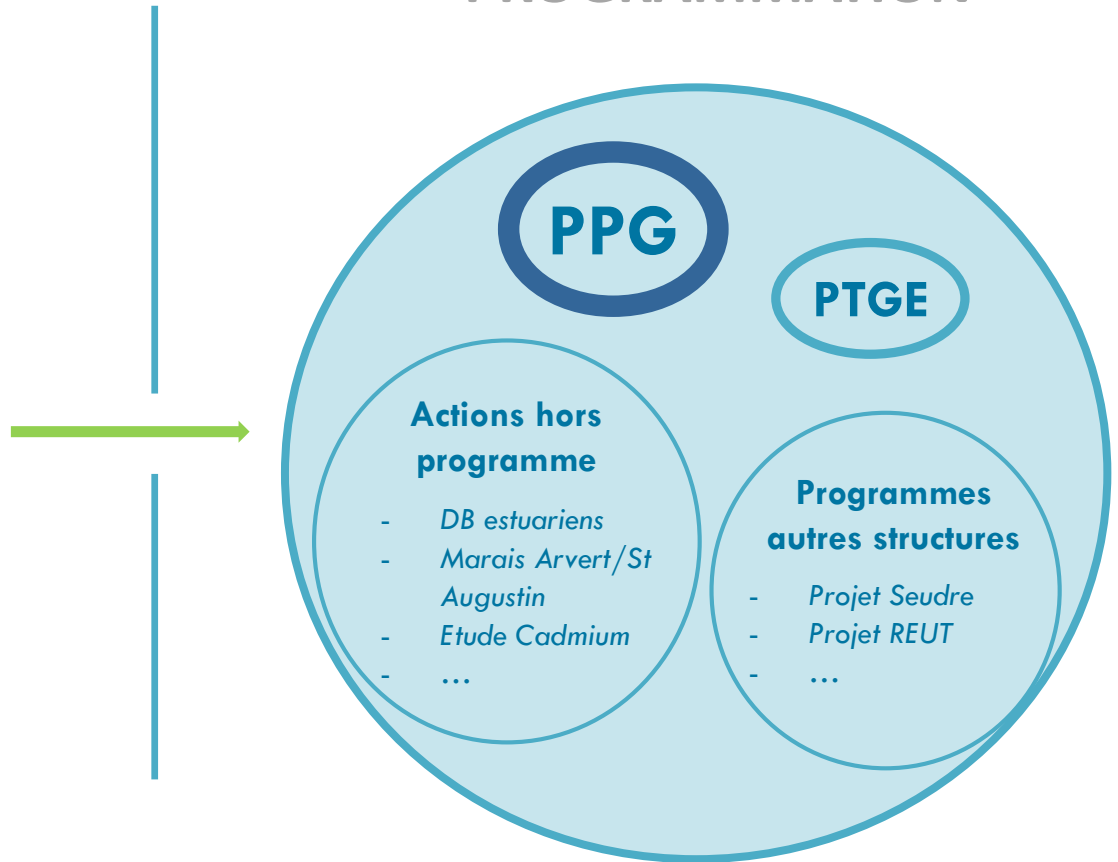 PROGRAMMATION
PPG
PTGE
Actions hors
programme
- DB estuariens
- Marais Arvert/St
Augustin
- Etude Cadmium
- ...
Programmes
autres structures
- Projet Seudre
- Projet REUT
- ...